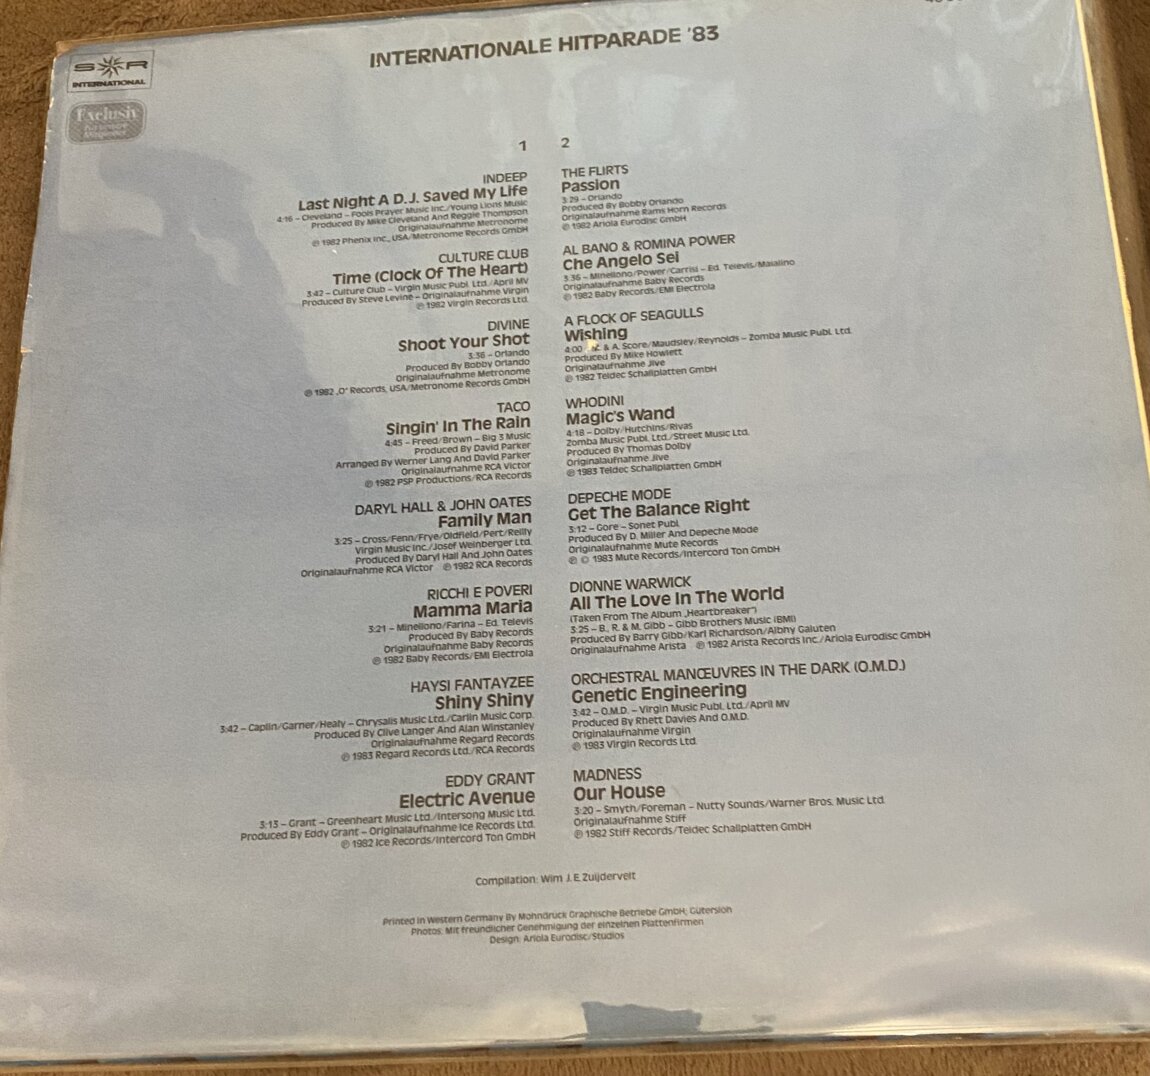 S✳R
INTERNATIONAL
Exclusiv
INTERNATIONALE HITPARADE '83
1
INDEEP
Last Night A D.J. Saved My Life
4:16 – Cleveland – Fools Prayer Music Inc./Young Lions Music
Produced By Mike Cleveland And Reggie Thompson
Originalaufnahme Metronome
℗ 1982 Phenix Inc., USA/Metronome Records GmbH
CULTURE CLUB
Time (Clock Of The Heart)
3:42 – Culture Club – Virgin Music Publ. Ltd./April MV
Produced By Steve Levine – Originalaufnahme Virgin
℗ 1982 Virgin Records Ltd.
DIVINE
Shoot Your Shot
3:36 – Orlando
Produced By Bobby Orlando
Originalaufnahme Metronome
℗ 1982 „O“ Records, USA/Metronome Records GmbH
TACO
Singin' In The Rain
4:45 – Freed/Brown – Big 3 Music
Produced By David Parker
Arranged By Werner Lang And David Parker
Originalaufnahme RCA Victor
℗ 1982 PSP Productions/RCA Records
DARYL HALL & JOHN OATES
Family Man
3:25 – Cross/Fenn/Frye/Oldfield/Pert/Reilly
Virgin Music Inc./Josef Weinberger Ltd.
Produced By Daryl Hall And John Oates
Originalaufnahme RCA Victor ℗ 1982 RCA Records
RICCHI E POVERI
Mamma Maria
3:21 – Minellono/Farina – Ed. Televis
Produced By Baby Records
Originalaufnahme Baby Records
℗ 1982 Baby Records/EMI Electrola
HAYSI FANTAYZEE
Shiny Shiny
3:42 – Caplin/Garner/Healy – Chrysalis Music Ltd./Carlin Music Corp.
Produced By Clive Langer And Alan Winstanley
Originalaufnahme Regard Records
℗ 1983 Regard Records Ltd./RCA Records
EDDY GRANT
Electric Avenue
3:13 – Grant – Greenheart Music Ltd./Intersong Music Ltd.
Produced By Eddy Grant – Originalaufnahme Ice Records Ltd.
℗ 1982 Ice Records/Intercord Ton GmbH
2
THE FLIRTS
Passion
3:29 – Orlando
Produced By Bobby Orlando
Originalaufnahme Rams Horn Records
℗ 1982 Ariola Eurodisc GmbH
AL BANO & ROMINA POWER
Che Angelo Sei
3:36 – Minellono/Power/Carrisi – Ed. Televis/Maialino
Originalaufnahme Baby Records
℗ 1982 Baby Records/EMI Electrola
A FLOCK OF SEAGULLS
Wishing
4:00 & A. Score/Maudsley/Reynolds – Zomba Music Publ. Ltd.
Produced By Mike Howlett
Originalaufnahme Jive
℗ 1982 Teldec Schallplatten GmbH
WHODINI
Magic's Wand
4:18 – Dolby/Hutchins/Rivas
Zomba Music Publ. Ltd./Street Music Ltd.
Produced By Thomas Dolby
Originalaufnahme Jive
℗ 1983 Teldec Schallplatten GmbH
DEPECHE MODE
Get The Balance Right
3:12 – Gore – Sonet Publ.
Produced By D. Miller And Depeche Mode
Originalaufnahme Mute Records
℗ © 1983 Mute Records/Intercord Ton GmbH
DIONNE WARWICK
All The Love In The World
(Taken From The Album „Heartbreaker“)
3:25 – B., R. & M. Gibb – Gibb Brothers Music (BMI)
Produced By Barry Gibb/Karl Richardson/Albhy Galuten
Originalaufnahme Arista ℗ 1982 Arista Records Inc./Ariola Eurodisc GmbH
ORCHESTRAL MANŒUVRES IN THE DARK (O.M.D.)
Genetic Engineering
3:42 – O.M.D. – Virgin Music Publ. Ltd./April MV
Produced By Rhett Davies And O.M.D.
Originalaufnahme Virgin
℗ 1983 Virgin Records Ltd.
MADNESS
Our House
3:20 – Smyth/Foreman – Nutty Sounds/Warner Bros. Music Ltd.
Originalaufnahme Stiff
℗ 1982 Stiff Records/Teldec Schallplatten GmbH
Compilation: Wim J.E. Zuijdervelt
Printed in Western Germany By Mohndruck Graphische Betriebe GmbH, Gütersloh
Photos: Mit freundlicher Genehmigung der einzelnen Plattenfirmen
Design: Ariola Eurodisc/Studios